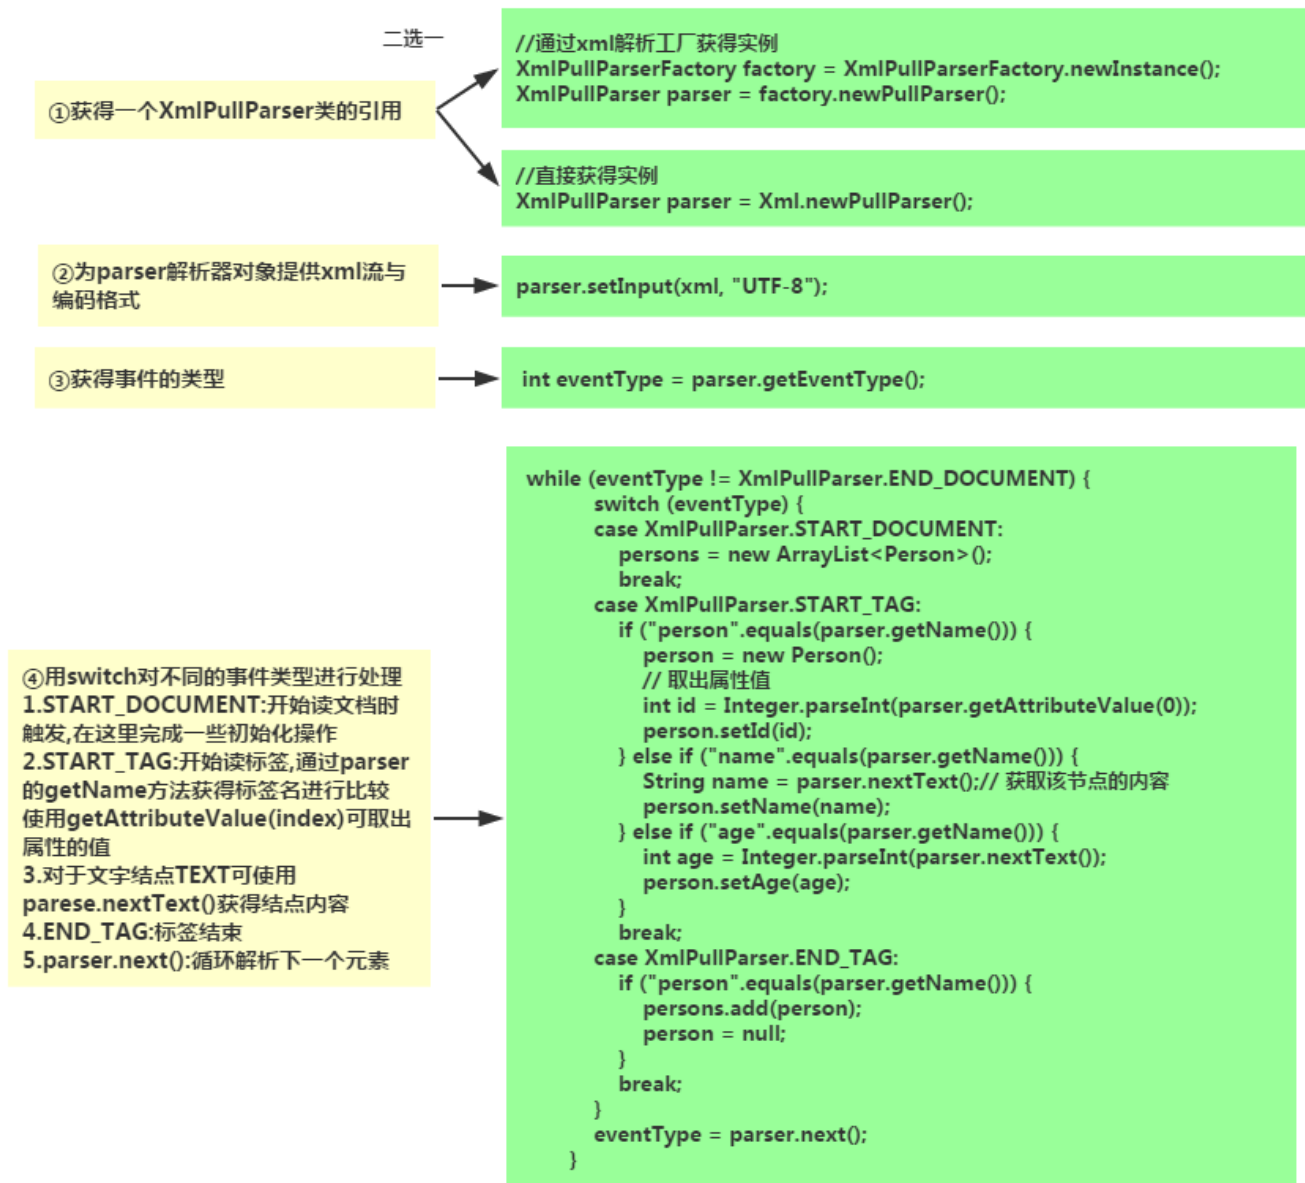 二选一
①获得一个XmlPullParser类的引用
//通过xml解析工厂获得实例
XmlPullParserFactory factory = XmlPullParserFactory.newInstance();
XmlPullParser parser = factory.newPullParser();
//直接获得实例
XmlPullParser parser = Xml.newPullParser();
②为parser解析器对象提供xml流与
编码格式
parser.setInput(xml, "UTF-8");
③获得事件的类型
int eventType = parser.getEventType();
④用switch对不同的事件类型进行处理
1.START_DOCUMENT:开始读文档时
触发,在这里完成一些初始化操作
2.START_TAG:开始读标签,通过parser
的getName方法获得标签名进行比较
使用getAttributeValue(index)可取出
属性的值
3.对于文字结点TEXT可使用
parese.nextText()获得结点内容
4.END_TAG:标签结束
5.parser.next():循环解析下一个元素
while (eventType != XmlPullParser.END_DOCUMENT) {
switch (eventType) {
case XmlPullParser.START_DOCUMENT:
persons = new ArrayList<Person>();
break;
case XmlPullParser.START_TAG:
if ("person".equals(parser.getName())) {
person = new Person();
// 取出属性值
int id = Integer.parseInt(parser.getAttributeValue(0));
person.setId(id);
} else if ("name".equals(parser.getName())) {
String name = parser.nextText();// 获取该节点的内容
person.setName(name);
} else if ("age".equals(parser.getName())) {
int age = Integer.parseInt(parser.nextText());
person.setAge(age);
}
break;
case XmlPullParser.END_TAG:
if ("person".equals(parser.getName())) {
persons.add(person);
person = null;
}
break;
}
eventType = parser.next();
}